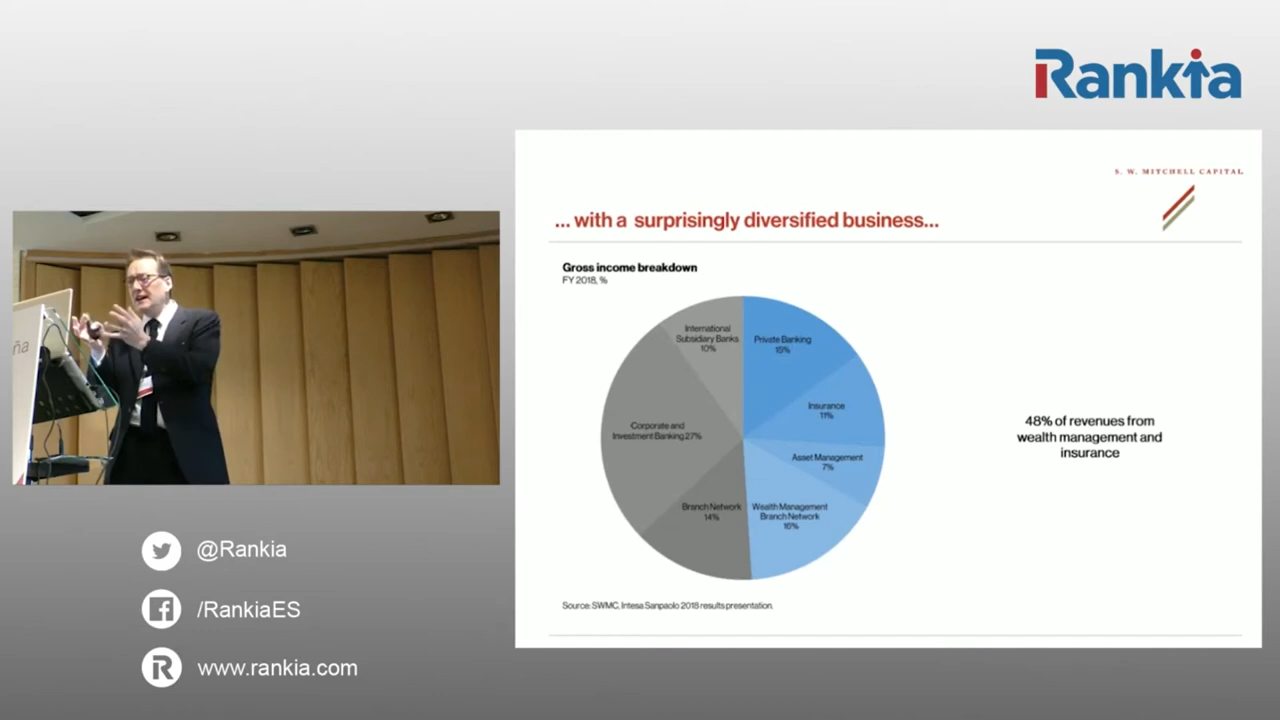 Rankia
S. W. MITCHELL CAPITAL
... with a surprisingly diversified business...
Gross income breakdown
FY 2018, %
International
Subsidiary Banks
10%
Private Banking
15%
Insurance
11%
Corporate and
Investment Banking 27%
Asset Management
7%
Branch Network
14%
Wealth Management
Branch Network
16%
48% of revenues from
wealth management and
insurance
Source: SWMC, Intesa Sanpaolo 2018 results presentation.
ña
@Rankia
/RankiaES
www.rankia.com